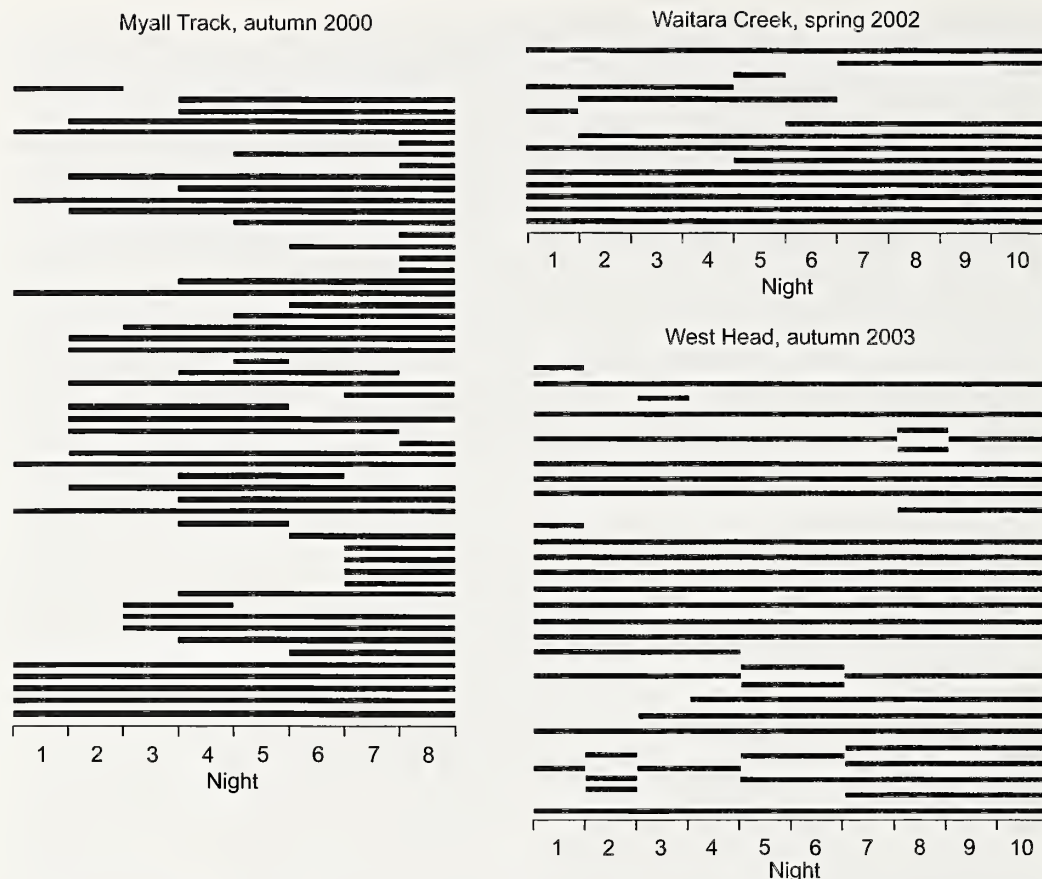 Myall Track, autumn 2000
1 2 3 4 5 6 7 8
Night
Waitara Creek, spring 2002
1 2 3 4 5 6 7 8 9 10
Night
West Head, autumn 2003
1 2 3 4 5 6 7 8 9 10
Night